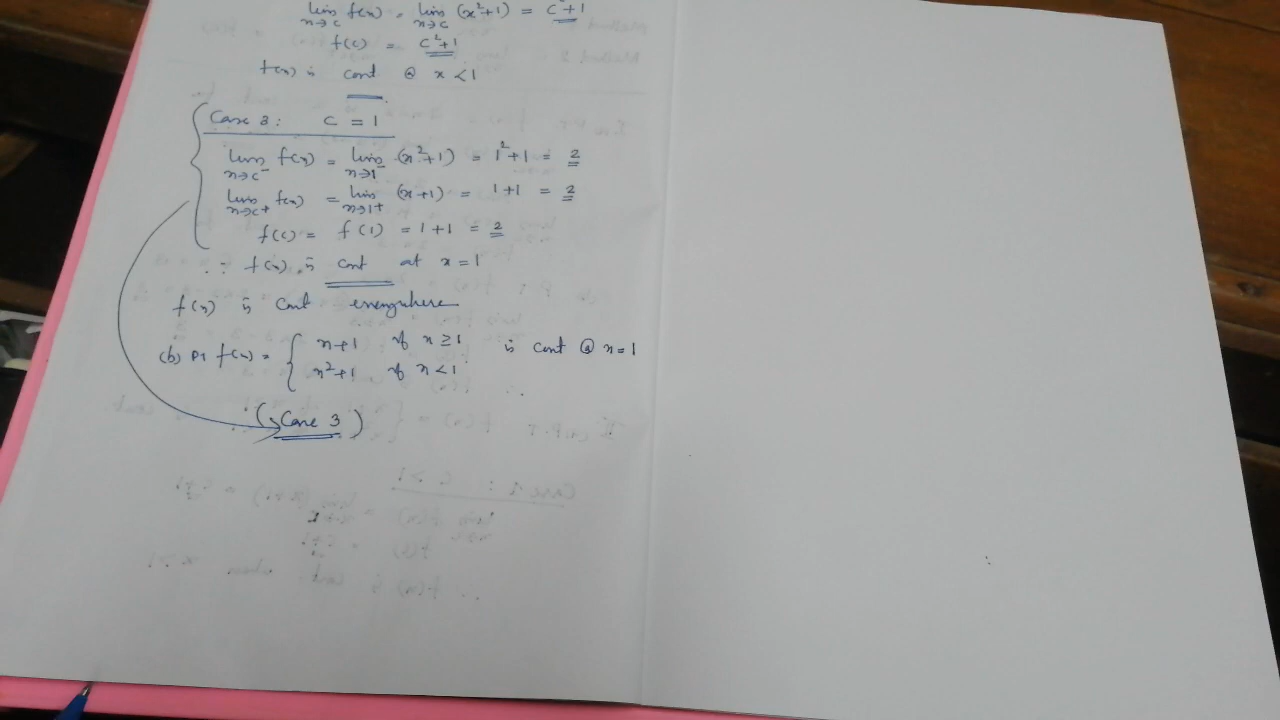 lim f(x) = lim (x²+1) = c²+1
x→c x→c
f(c) = c²+1
f(x) is cont @ x<1
Case 3: c = 1
lim f(x) = lim (x²+1) = 1²+1 = 2
x→c⁻ x→1⁻
lim f(x) = lim (x+1) = 1+1 = 2
x→c+ x→1+
f(c) = f(1) = 1+1 = 2
∴ f(x) is cont at x=1
f(x) is cont everywhere
(b) PT f(x) = { x+1 if x≥1 is cont @ x=1
x²+1 if x<1
(Case 3)